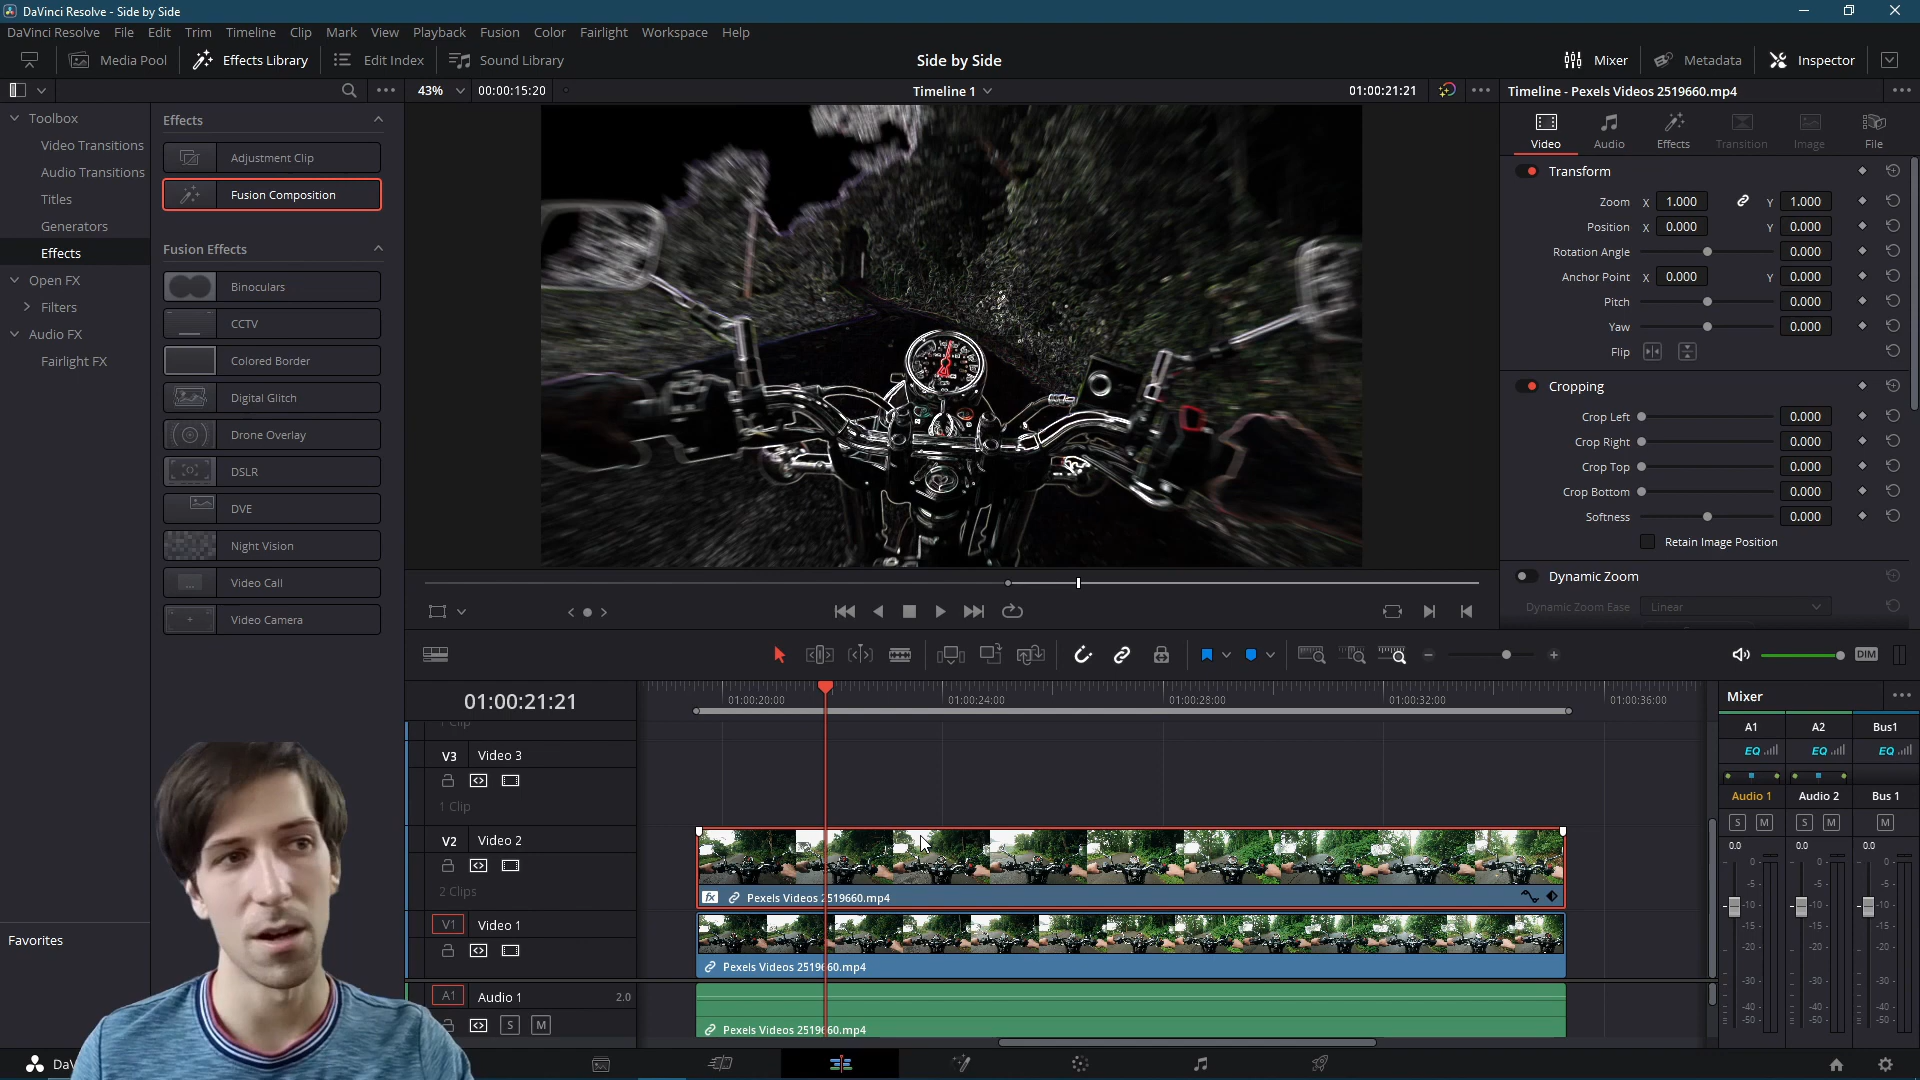 DaVinci Resolve - Side by Side
DaVinci Resolve File Edit Trim Timeline Clip Mark View Playback Fusion Color Fairlight Workspace Help
Media Pool Effects Library Edit Index Sound Library Side by Side Mixer Metadata Inspector
43% 00:00:15:20 Timeline 1 01:00:21:21 Timeline - Pexels Videos 2519660.mp4
Toolbox
Video Transitions
Audio Transitions
Titles
Generators
Effects
Open FX
Filters
Audio FX
Fairlight FX
Favorites
Effects
Adjustment Clip
Fusion Composition
Fusion Effects
Binoculars
CCTV
Colored Border
Digital Glitch
Drone Overlay
DSLR
DVE
Night Vision
Video Call
Video Camera
Video Audio Effects Transition Image File
Transform
Zoom X 1.000 Y 1.000
Position X 0.000 Y 0.000
Rotation Angle 0.000
Anchor Point X 0.000 Y 0.000
Pitch 0.000
Yaw 0.000
Flip
Cropping
Crop Left 0.000
Crop Right 0.000
Crop Top 0.000
Crop Bottom 0.000
Softness 0.000
Retain Image Position
Dynamic Zoom
Dynamic Zoom Ease Linear
DIM
01:00:21:21
01:00:20:00 01:00:24:00 01:00:28:00 01:00:32:00 01:00:36:00
1 Clip
V3 Video 3
1 Clip
V2 Video 2
2 Clips
fx Pexels Videos 2519660.mp4
V1 Video 1
Pexels Videos 2519660.mp4
A1 Audio 1 2.0
S M
Pexels Videos 2519660.mp4
Mixer
A1 A2 Bus1
EQ EQ EQ
Audio 1 Audio 2 Bus 1
S M S M M
0.0 0.0 0.0
0 0 0
-5 -5 -5
-10 -10 -10
-15 -15 -15
-20 -20 -20
-30 -30 -30
-40 -40 -40
-50 -50 -50